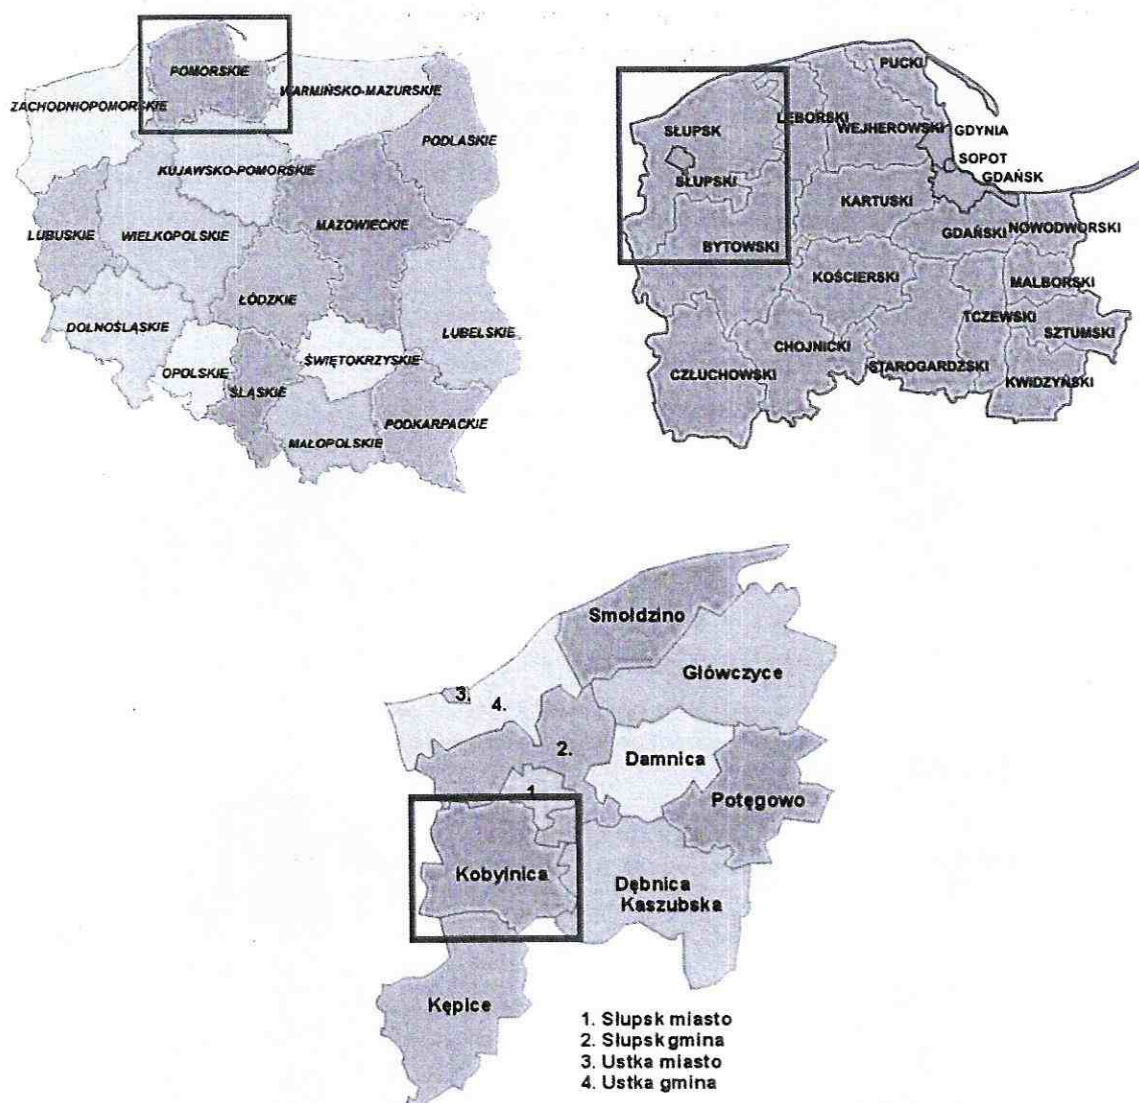 POMORSKIE
ZACHODNIOPOMORSKIE
WARMIŃSKO-MAZURSKIE
PODLASKIE
KUJAWSKO-POMORSKIE
MAZOWIECKIE
LUBUSKIE
WIELKOPOLSKIE
ŁÓDZKIE
DOLNOŚLĄSKIE
LUBELSKIE
ŚWIĘTOKRZYSKIE
OPOLSKIE
ŚLĄSKIE
PODKARPACKIE
MAŁOPOLSKIE
PUCKI
LĘBORSKI
WEJHEROWSKI
GDYNIA
SŁUPSK
SOPOT
GDAŃSK
SŁUPSKI
KARTUSKI
GDAŃSKI
NOWODWORSKI
BYTOWSKI
KOŚCIERSKI
MALBORSKI
TCZEWSKI
SZTUMSKI
CHOJNICKI
STAROGARDZSKI
CZŁUCHOWSKI
KWIDZYŃSKI
Smołdzino
Główczyce
3.
4.
2.
Damnica
1.
Potęgowo
Kobylnica
Dębnica
Kaszubska
Kępice
1. Słupsk miasto
2. Słupsk gmina
3. Ustka miasto
4. Ustka gmina